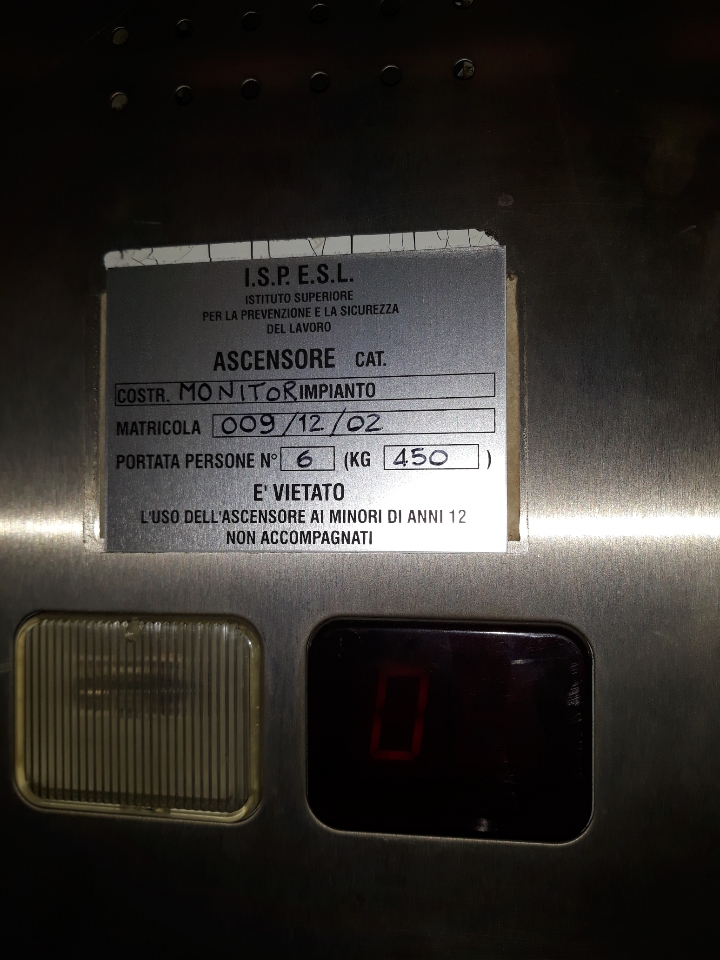 I.S.P.E.S.L.
ISTITUTO SUPERIORE
PER LA PREVENZIONE E LA SICUREZZA
DEL LAVORO
ASCENSORE CAT.
COSTR. MONITOR IMPIANTO
MATRICOLA 009/12/02
PORTATA PERSONE N° 6 (KG 450 )
E' VIETATO
L'USO DELL'ASCENSORE AI MINORI DI ANNI 12
NON ACCOMPAGNATI
0